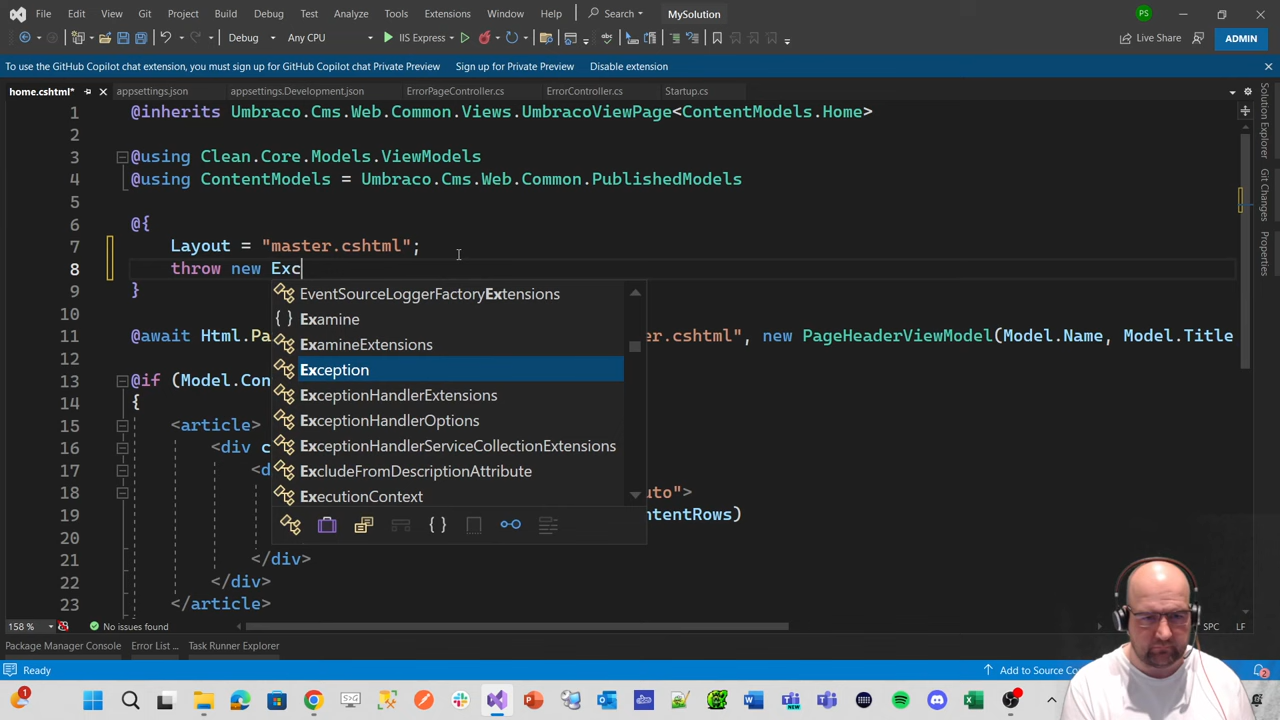 File Edit View Git Project Build Debug Test Analyze Tools Extensions Window Help Search MySolution PS
Debug Any CPU IIS Express Live Share ADMIN
To use the GitHub Copilot chat extension, you must sign up for GitHub Copilot chat Private Preview Sign up for Private Preview Disable extension
home.cshtml* appsettings.json appsettings.Development.json ErrorPageController.cs ErrorController.cs Startup.cs
1 @inherits Umbraco.Cms.Web.Common.Views.UmbracoViewPage<ContentModels.Home>
2
3 @using Clean.Core.Models.ViewModels
4 @using ContentModels = Umbraco.Cms.Web.Common.PublishedModels
5
6 @{
7 Layout = "master.cshtml";
8 throw new Exc
9 }
EventSourceLoggerFactoryExtensions
10
{ } Examine
11 @await Html.Pa er.cshtml", new PageHeaderViewModel(Model.Name, Model.Title
ExamineExtensions
12
Exception
13 @if (Model.Con
ExceptionHandlerExtensions
14 {
ExceptionHandlerOptions
15 <article>
16 <div c
ExceptionHandlerServiceCollectionExtensions
17 <d
ExcludeFromDescriptionAttribute
18 uto">
ExecutionContext
19 ntentRows)
20
21 </div>
22 </div>
23 </article>
Solution Explorer
Git Changes
Properties
158 % No issues found SPC LF
Package Manager Console Error List ... Task Runner Explorer
Ready Add to Source Co 2
1